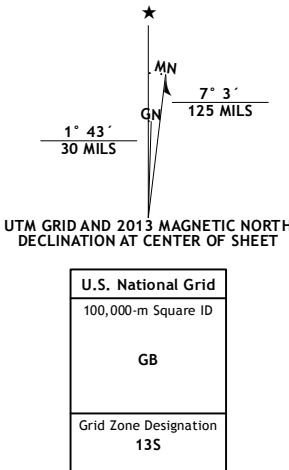 ★
MN
7° 3´
125 MILS
GN
1° 43´
30 MILS
UTM GRID AND 2013 MAGNETIC NORTH
DECLINATION AT CENTER OF SHEET
U.S. National Grid
100,000-m Square ID
GB
Grid Zone Designation
13S